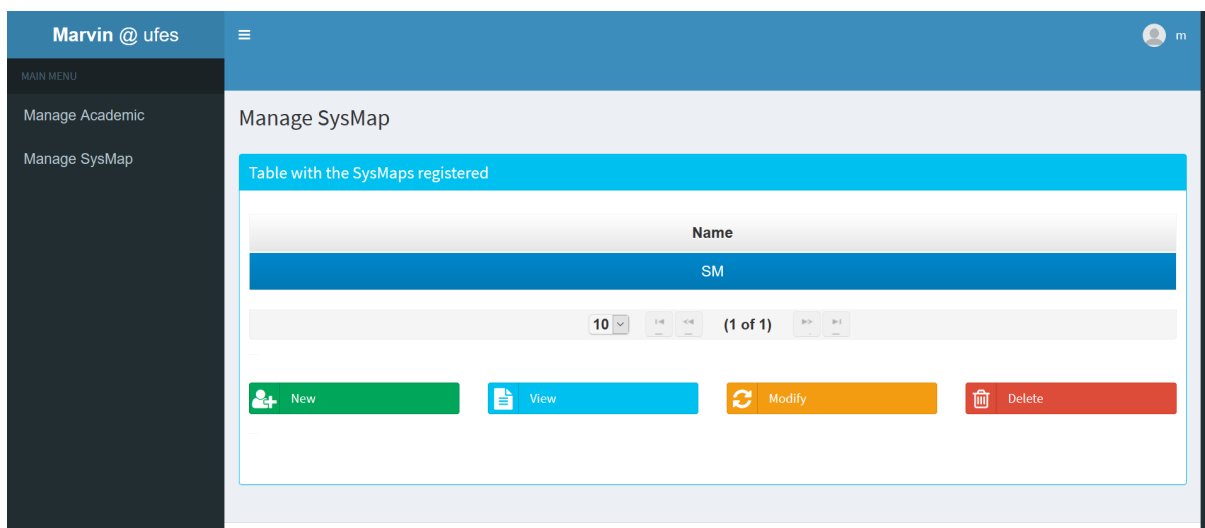 Marvin @ ufes
m
MAIN MENU
Manage Academic
Manage SysMap
Manage SysMap
Table with the SysMaps registered
Name
SM
10 (1 of 1)
New View Modify Delete